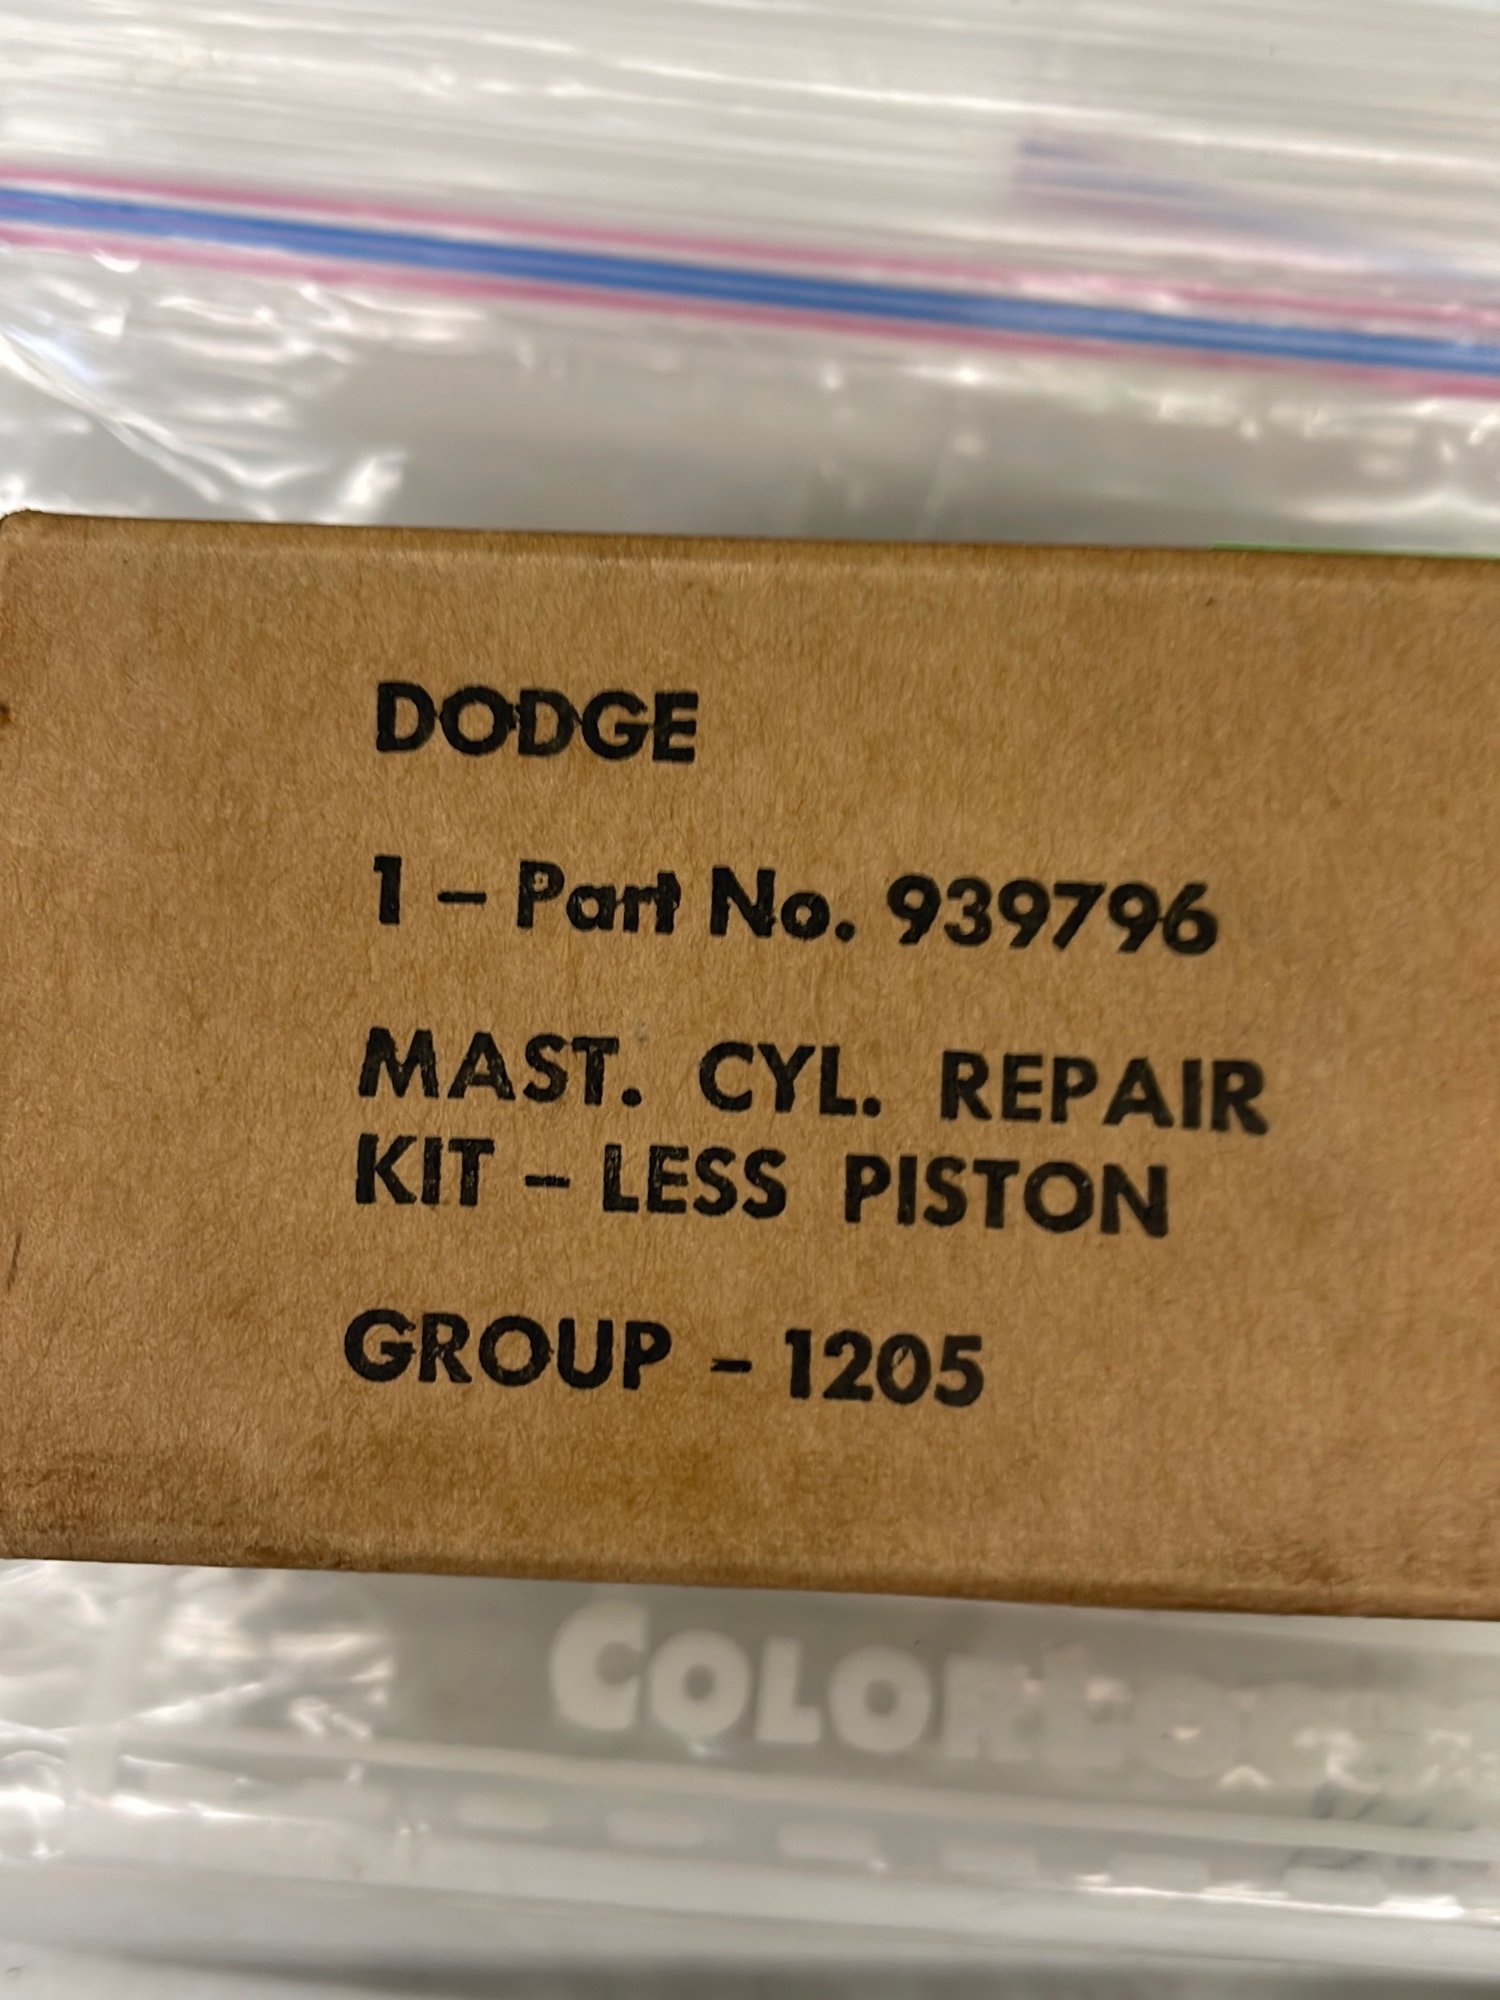 DODGE
1 - Part No. 939796
MAST. CYL. REPAIR
KIT - LESS PISTON
GROUP - 1205